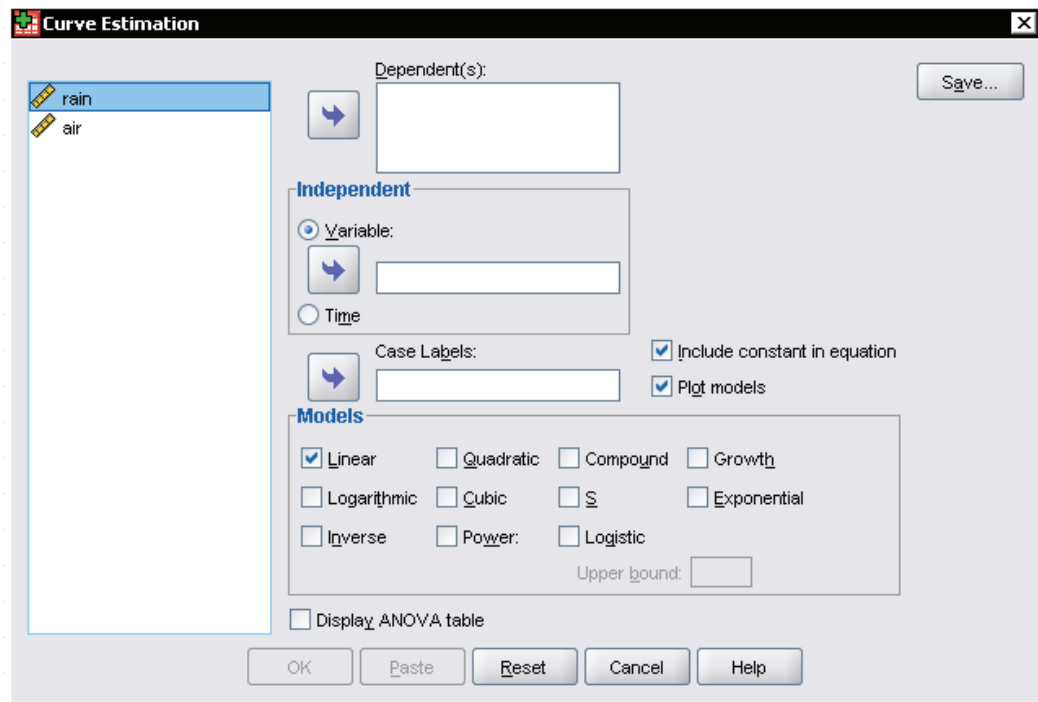 Curve Estimation
rain
air
Dependent(s):
Save...
Independent
Variable:
Time
Case Labels:
Include constant in equation
Plot models
Models
Linear Quadratic Compound Growth
Logarithmic Cubic S Exponential
Inverse Power: Logistic
Upper bound:
Display ANOVA table
OK Paste Reset Cancel Help